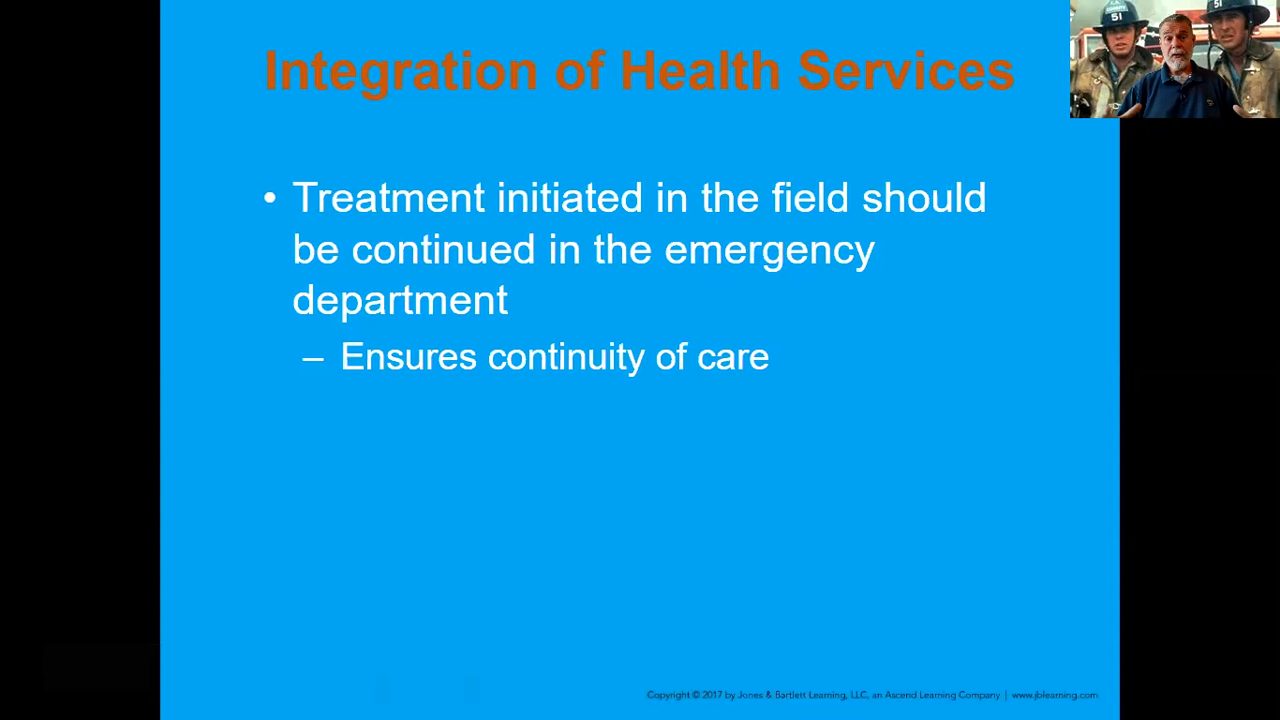 51
51
Integration of Health Services
• Treatment initiated in the field should
be continued in the emergency
department
– Ensures continuity of care
Copyright © 2017 by Jones & Bartlett Learning, LLC, an Ascend Learning Company | www.jblearning.com